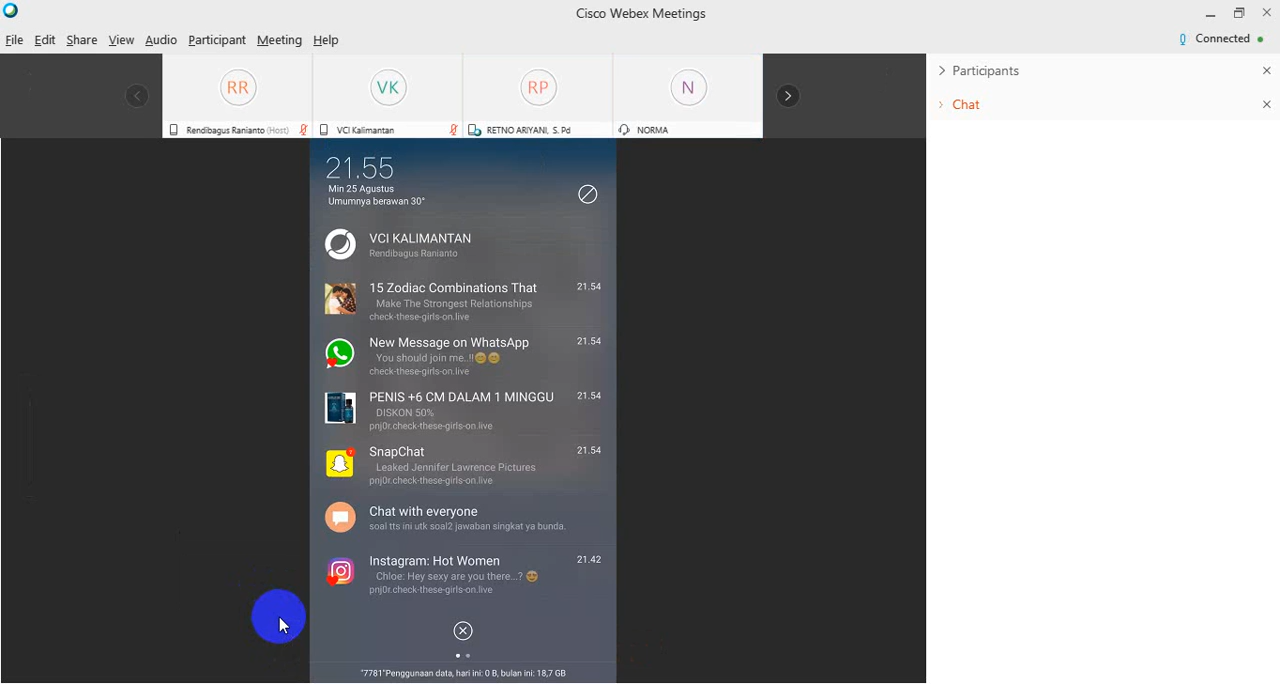 Cisco Webex Meetings
File Edit Share View Audio Participant Meeting Help
Connected
RR
VK
RP
N
Rendibagus Ranianto (Host)
VCI Kalimantan
RETNO ARIYANI, S. Pd
NORMA
Participants
Chat
21.55
Min 25 Agustus
Umumnya berawan 30°
VCI KALIMANTAN
Rendibagus Ranianto
15 Zodiac Combinations That 21.54
Make The Strongest Relationships
check-these-girls-on.live
New Message on WhatsApp 21.54
You should join me..!!😊😊
check-these-girls-on.live
PENIS +6 CM DALAM 1 MINGGU 21.54
DISKON 50%
pnj0r.check-these-girls-on.live
SnapChat 21.54
Leaked Jennifer Lawrence Pictures
pnj0r.check-these-girls-on.live
Chat with everyone
soal tts ini utk soal2 jawaban singkat ya bunda.
Instagram: Hot Women 21.42
Chloe: Hey sexy are you there...? 😍
pnj0r.check-these-girls-on.live
"7781"Penggunaan data, hari ini: 0 B, bulan ini: 18,7 GB